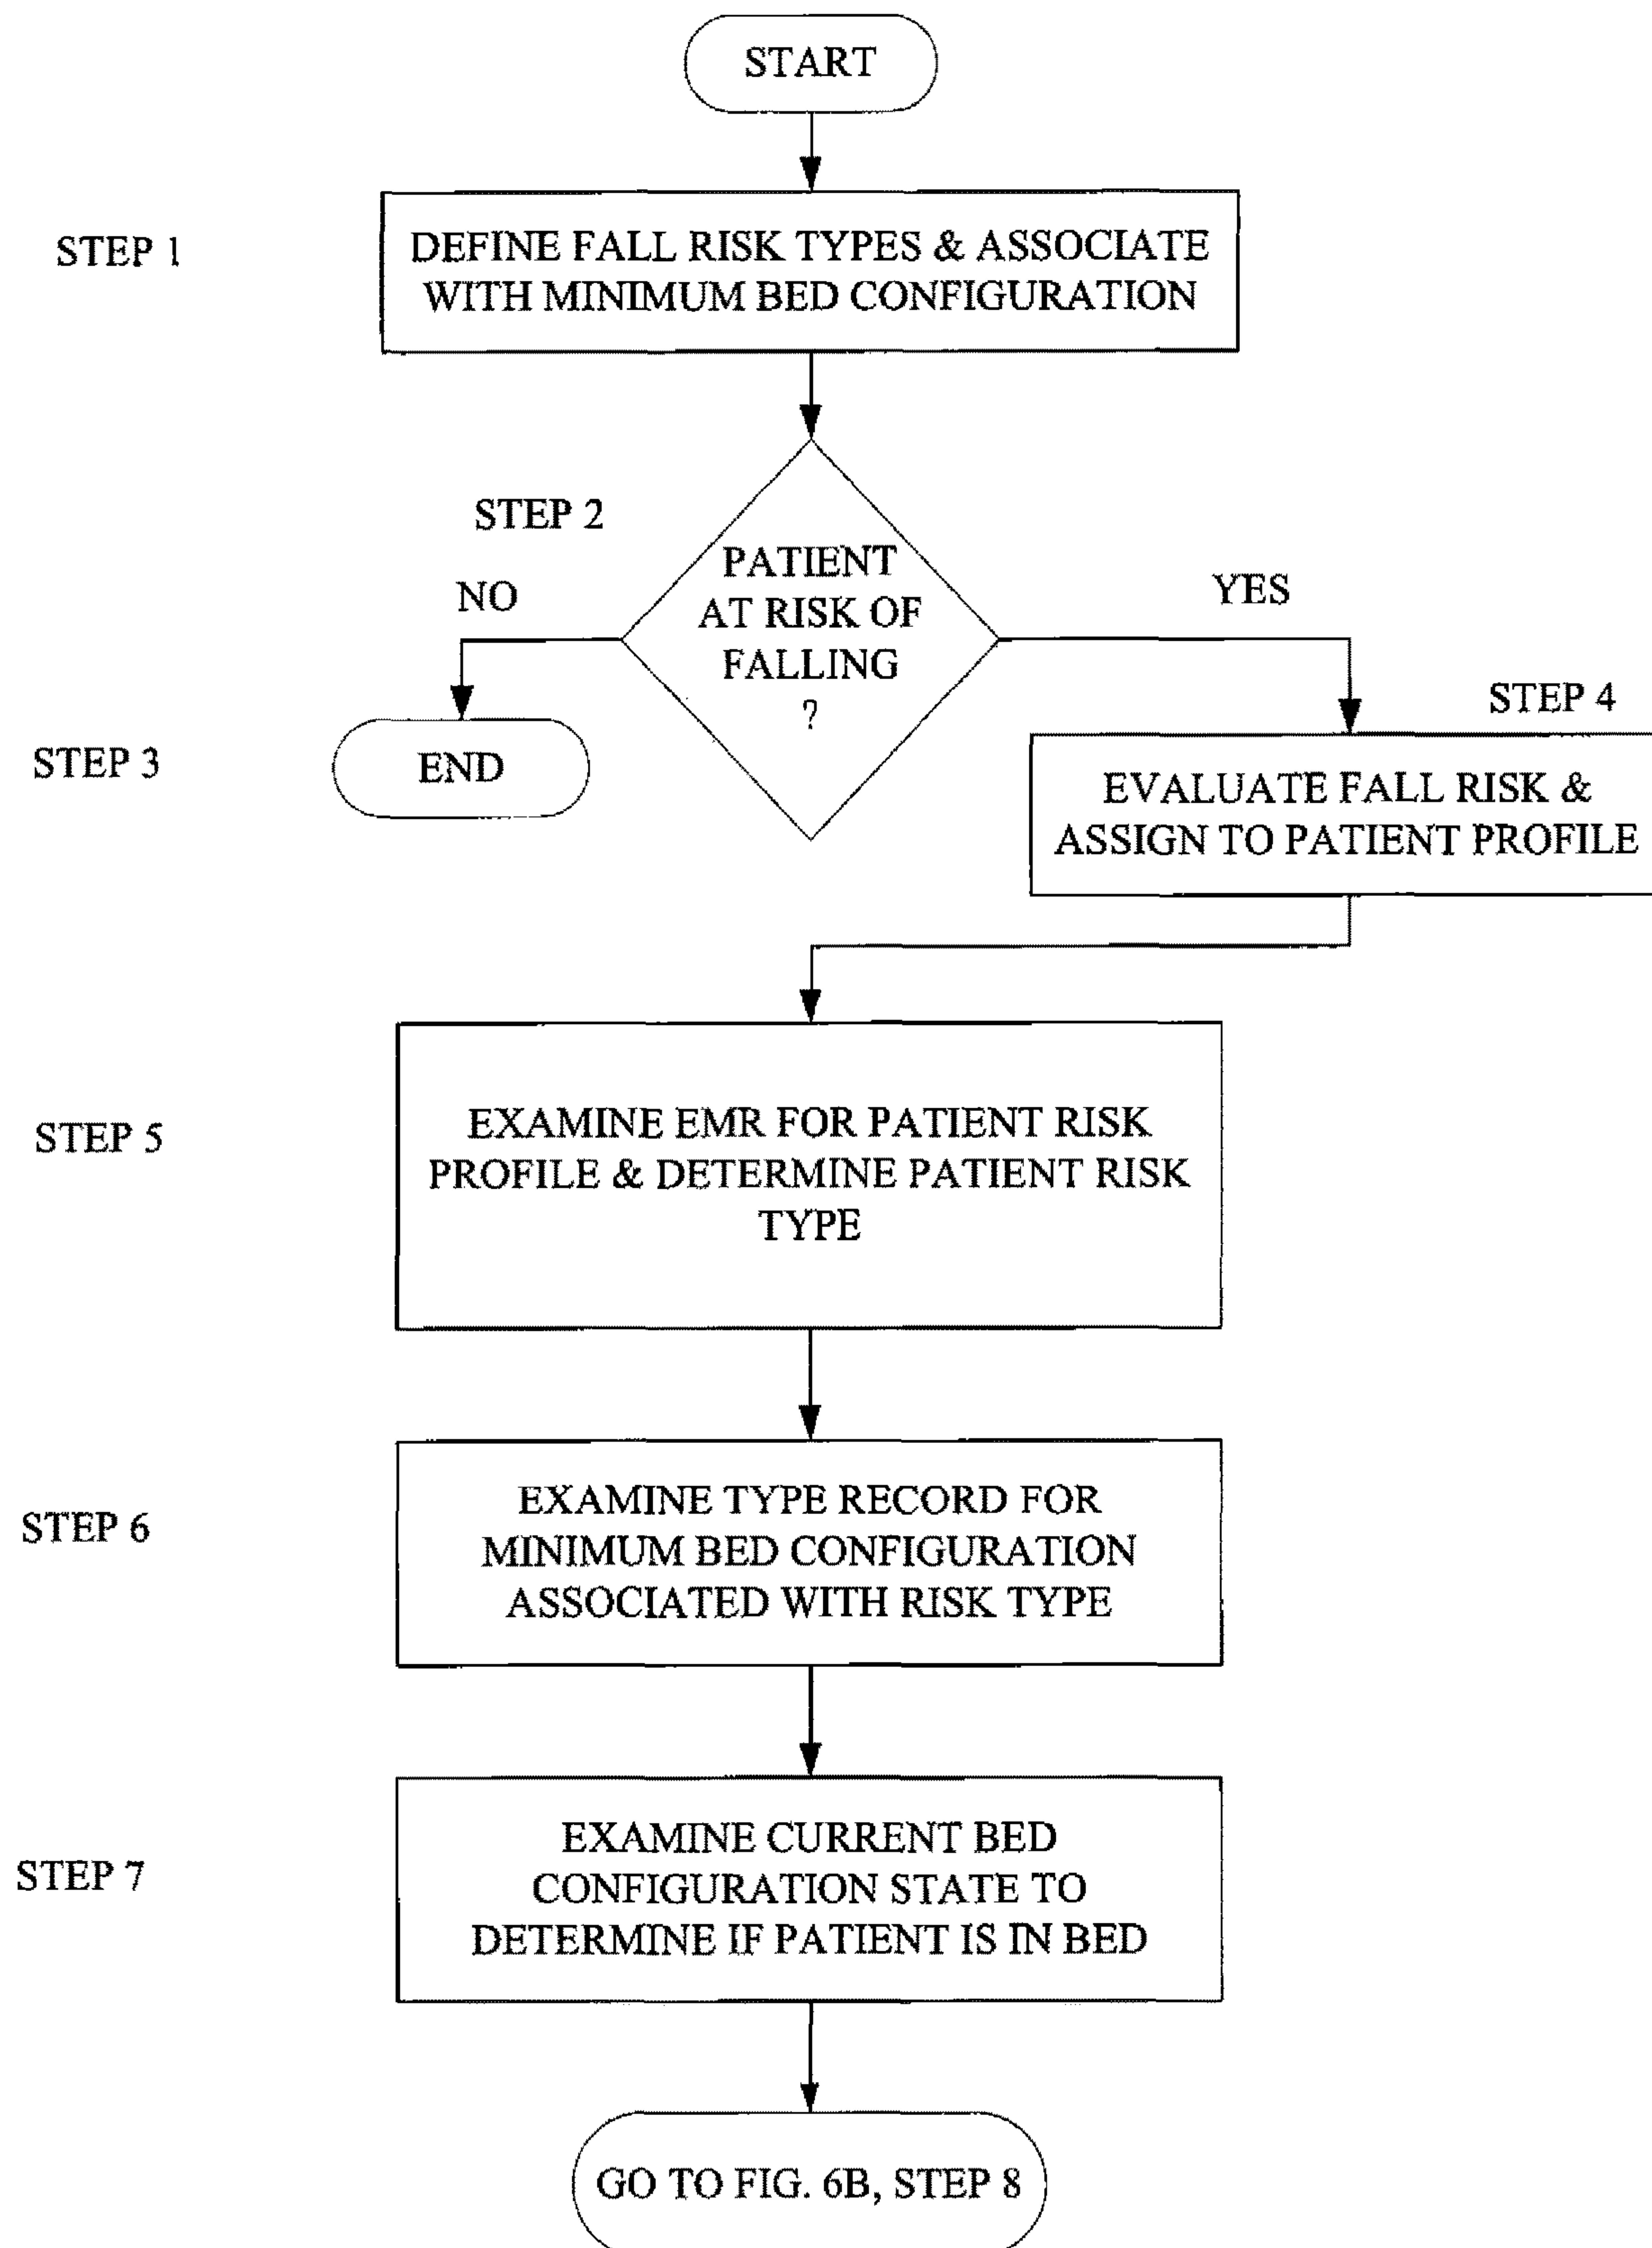 START
STEP 1
DEFINE FALL RISK TYPES & ASSOCIATE
WITH MINIMUM BED CONFIGURATION
STEP 2
PATIENT
AT RISK OF
FALLING
?
NO
YES
STEP 3
END
STEP 4
EVALUATE FALL RISK &
ASSIGN TO PATIENT PROFILE
STEP 5
EXAMINE EMR FOR PATIENT RISK
PROFILE & DETERMINE PATIENT RISK
TYPE
STEP 6
EXAMINE TYPE RECORD FOR
MINIMUM BED CONFIGURATION
ASSOCIATED WITH RISK TYPE
STEP 7
EXAMINE CURRENT BED
CONFIGURATION STATE TO
DETERMINE IF PATIENT IS IN BED
GO TO FIG. 6B, STEP 8